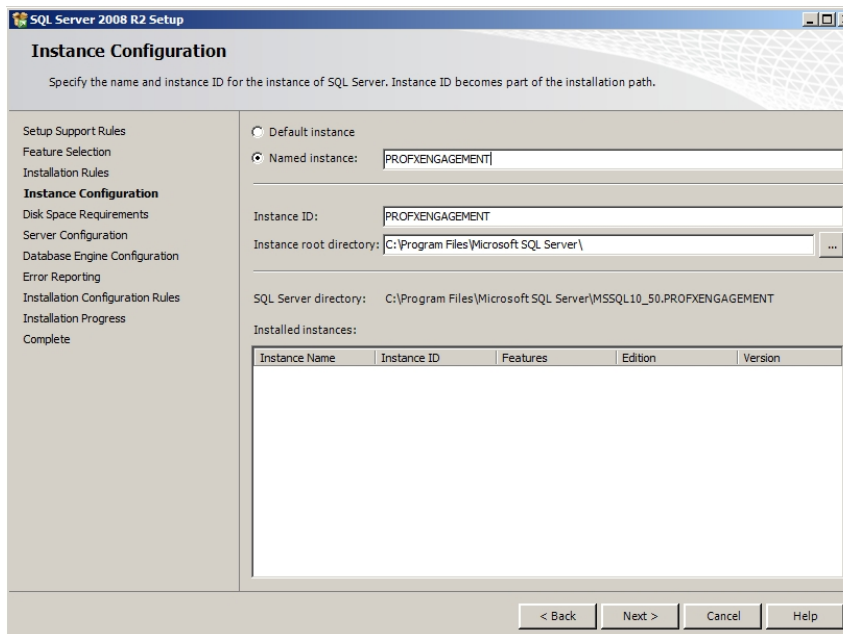 SQL Server 2008 R2 Setup
Instance Configuration
Specify the name and instance ID for the instance of SQL Server. Instance ID becomes part of the installation path.
Setup Support Rules
Feature Selection
Installation Rules
Instance Configuration
Disk Space Requirements
Server Configuration
Database Engine Configuration
Error Reporting
Installation Configuration Rules
Installation Progress
Complete
Default instance
Named instance: PROFXENGAGEMENT
Instance ID: PROFXENGAGEMENT
Instance root directory: C:\Program Files\Microsoft SQL Server\ ...
SQL Server directory: C:\Program Files\Microsoft SQL Server\MSSQL10_50.PROFXENGAGEMENT
Installed instances:
Instance Name Instance ID Features Edition Version
< Back Next > Cancel Help